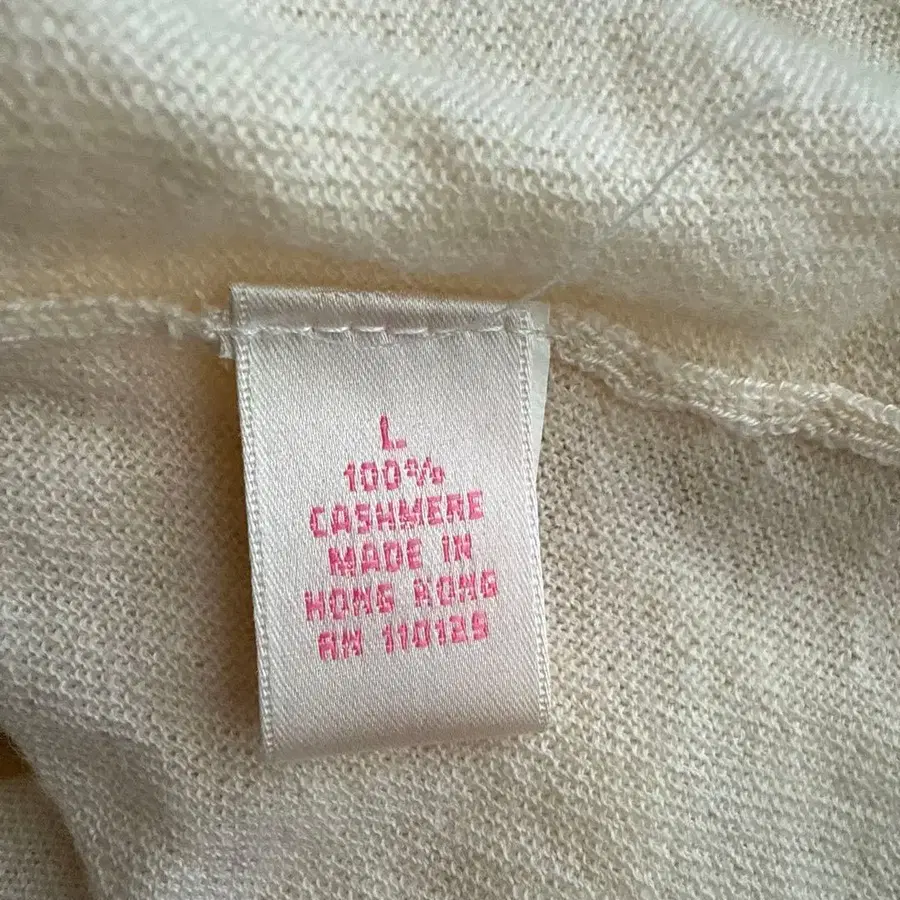 L
100%
CASHMERE
MADE IN
HONG KONG
RN 110125